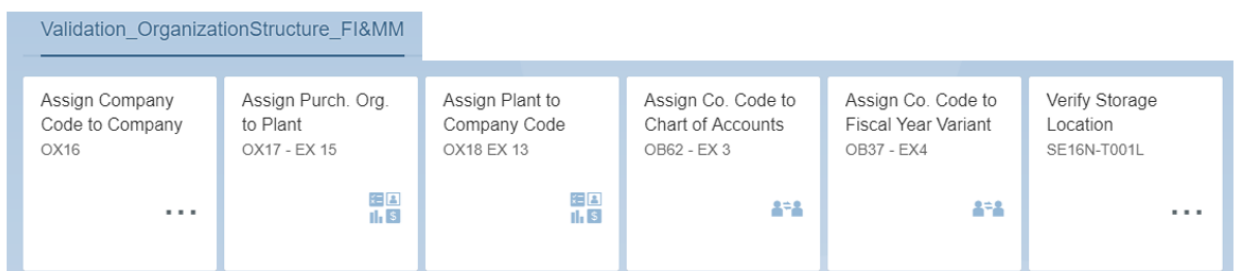 Validation_OrganizationStructure_FI&MM
Assign Company
Code to Company
OX16
Assign Purch. Org.
to Plant
OX17 - EX 15
Assign Plant to
Company Code
OX18 EX 13
Assign Co. Code to
Chart of Accounts
OB62 - EX 3
Assign Co. Code to
Fiscal Year Variant
OB37 - EX4
Verify Storage
Location
SE16N-T001L